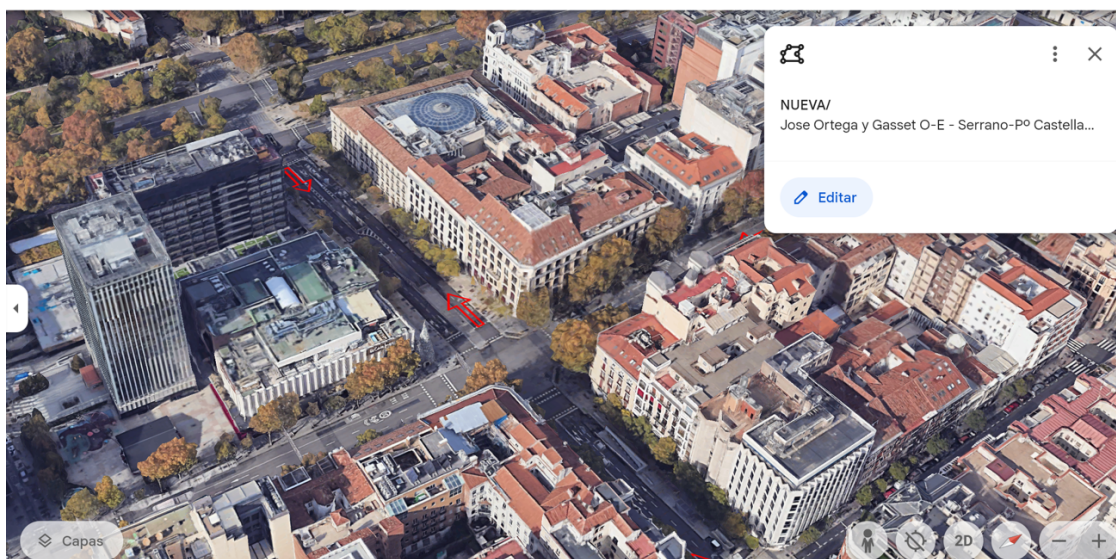 NUEVA/
Jose Ortega y Gasset O-E - Serrano-Pº Castella...
Editar
Capas
2D